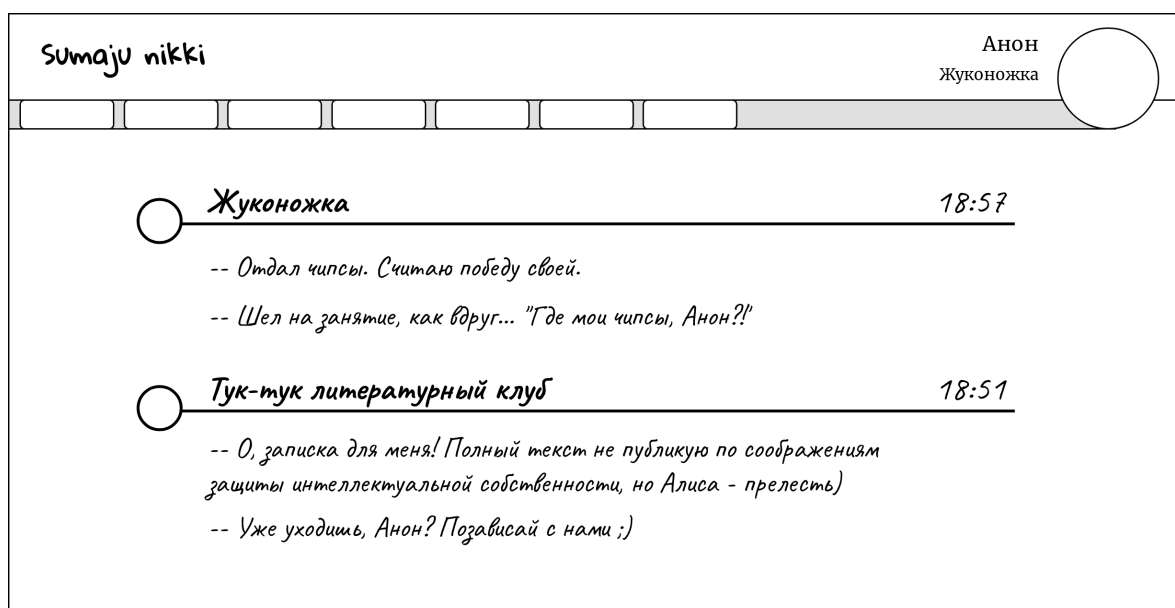 Sumaju nikki
Анон
Жуконожка
Жуконожка 18:57
-- Отдал чипсы. Считаю победу своей.
-- Шел на занятие, как вдруг... "Где мои чипсы, Анон?!"
Тук-тук литературный клуб 18:51
-- О, записка для меня! Полный текст не публикую по соображениям
защиты интеллектуальной собственности, но Алиса - прелесть)
-- Уже уходишь, Анон? Позависай с нами ;)